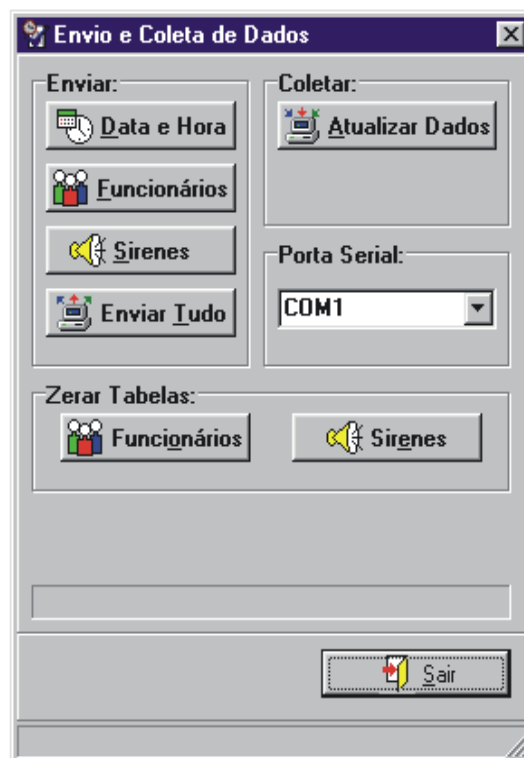 Envio e Coleta de Dados
Enviar:
Data e Hora
Funcionários
Sirenes
Enviar Tudo
Coletar:
Atualizar Dados
Porta Serial:
COM1
Zerar Tabelas:
Funcionários
Sirenes
Sair